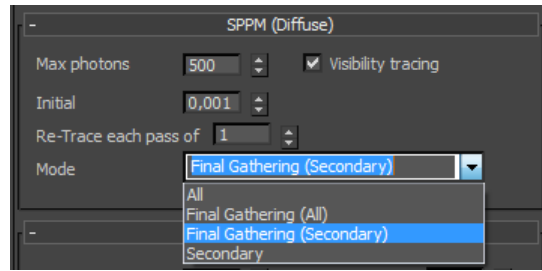 - SPPM (Diffuse)
Max photons 500 Visibility tracing
Initial 0,001
Re-Trace each pass of 1
Mode Final Gathering (Secondary)
All
Final Gathering (All)
Final Gathering (Secondary)
Secondary
-